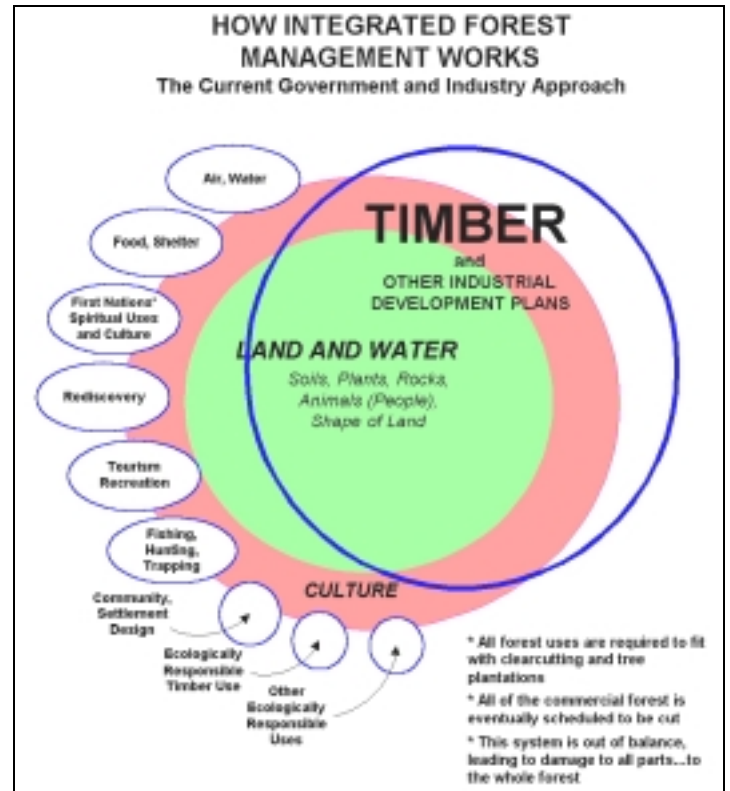 HOW INTEGRATED FOREST
MANAGEMENT WORKS
The Current Government and Industry Approach
Air, Water
Food, Shelter
First Nations'
Spiritual Uses
and Culture
Rediscovery
Tourism
Recreation
Fishing,
Hunting,
Trapping
Community,
Settlement
Design
Ecologically
Responsible
Timber Use
Other
Ecologically
Responsible
Uses
TIMBER
and
OTHER INDUSTRIAL
DEVELOPMENT PLANS
LAND AND WATER
Soils, Plants, Rocks,
Animals (People),
Shape of Land
CULTURE
* All forest uses are required to fit
with clearcutting and tree
plantations
* All of the commercial forest is
eventually scheduled to be cut
* This system is out of balance,
leading to damage to all parts...to
the whole forest